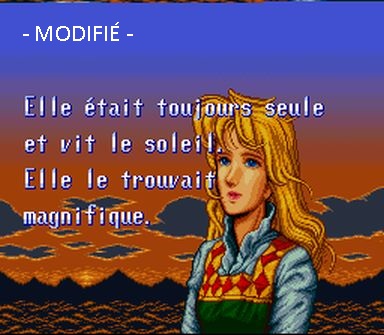 - MODIFIÉ -
Elle était toujours seule
et vit le soleil.
Elle le trouvait
magnifique.